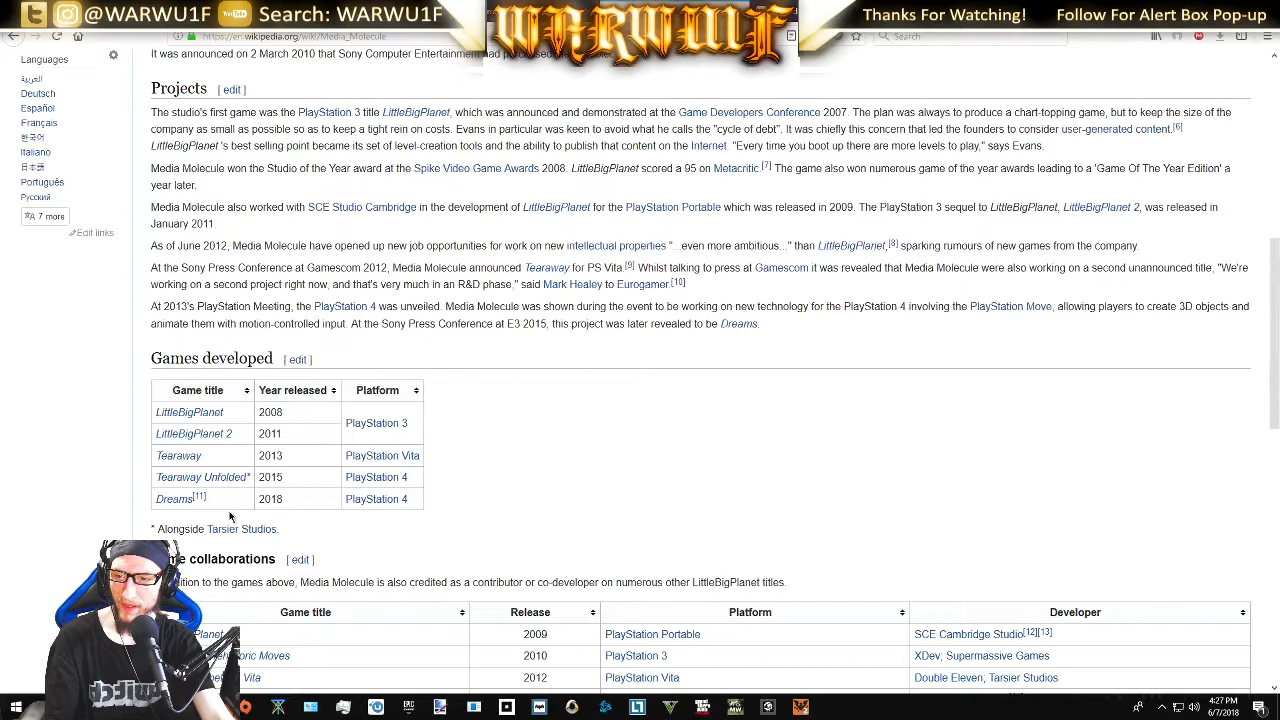 @WARWU1F You Tube Search: WARWU1F
WARWU1F
Thanks For Watching! Follow For Alert Box Pop-up
https://en.wikipedia.org/wiki/Media_Molecule
Search
Languages
العربية
Deutsch
Español
Français
한국어
Italiano
日本語
Português
Русский
7 more
Edit links
It was announced on 2 March 2010 that Sony Computer Entertainment had
Projects [ edit ]
The studio's first game was the PlayStation 3 title LittleBigPlanet, which was announced and demonstrated at the Game Developers Conference 2007. The plan was always to produce a chart-topping game, but to keep the size of the
company as small as possible so as to keep a tight rein on costs. Evans in particular was keen to avoid what he calls the "cycle of debt". It was chiefly this concern that led the founders to consider user-generated content.[6]
LittleBigPlanet 's best selling point became its set of level-creation tools and the ability to publish that content on the Internet. "Every time you boot up there are more levels to play," says Evans.
Media Molecule won the Studio of the Year award at the Spike Video Game Awards 2008. LittleBigPlanet scored a 95 on Metacritic.[7] The game also won numerous game of the year awards leading to a 'Game Of The Year Edition' a
year later.
Media Molecule also worked with SCE Studio Cambridge in the development of LittleBigPlanet for the PlayStation Portable which was released in 2009. The PlayStation 3 sequel to LittleBigPlanet, LittleBigPlanet 2, was released in
January 2011.
As of June 2012, Media Molecule have opened up new job opportunities for work on new intellectual properties "...even more ambitious..." than LittleBigPlanet,[8] sparking rumours of new games from the company.
At the Sony Press Conference at Gamescom 2012, Media Molecule announced Tearaway for PS Vita.[9] Whilst talking to press at Gamescom it was revealed that Media Molecule were also working on a second unannounced title, "We're
working on a second project right now, and that's very much in an R&D phase," said Mark Healey to Eurogamer.[10]
At 2013's PlayStation Meeting, the PlayStation 4 was unveiled. Media Molecule was shown during the event to be working on new technology for the PlayStation 4 involving the PlayStation Move, allowing players to create 3D objects and
animate them with motion-controlled input. At the Sony Press Conference at E3 2015, this project was later revealed to be Dreams.
Games developed [ edit ]
Game title Year released Platform
LittleBigPlanet 2008 PlayStation 3
LittleBigPlanet 2 2011
Tearaway 2013 PlayStation Vita
Tearaway Unfolded* 2015 PlayStation 4
Dreams[11] 2018 PlayStation 4
* Alongside Tarsier Studios.
me collaborations [ edit ]
ition to the games above, Media Molecule is also credited as a contributor or co-developer on numerous other LittleBigPlanet titles.
Game title Release Platform Developer
Planet 2009 PlayStation Portable SCE Cambridge Studio[12][13]
oric Moves 2010 PlayStation 3 XDev; Supermassive Games
Vita 2012 PlayStation Vita Double Eleven; Tarsier Studios
4:27 PM
6/7/2018